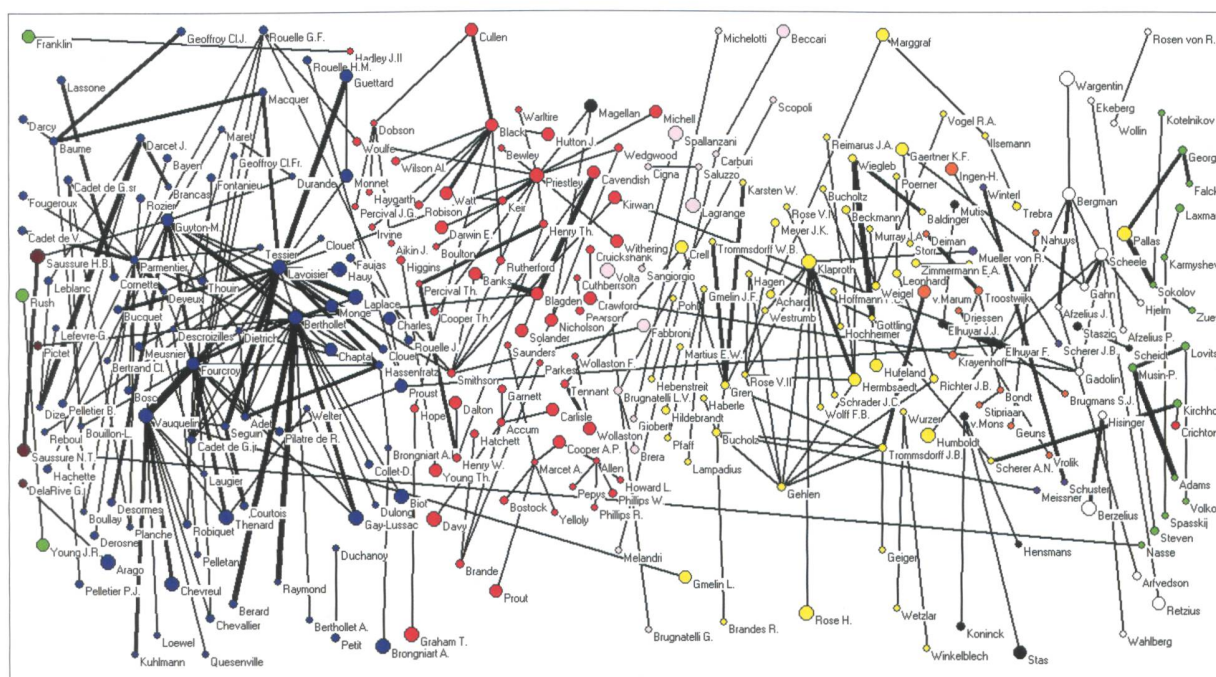 Franklin
Geoffroy Cl.J.
Rouelle G.F.
Cullen
Michelotti
Beccari
Marggraf
Rosen von R.
Hadley J.II
Rouelle H.M.
Guettard
Lassone
Macquer
Wargentin
Ekeberg
Scopoli
Magellan
Warltire
Michell
Wollin
Kotelnikov
Darcy
Baume
Maret
Dobson
Woulfe
Black
Hutton J.
Spallanzani
Vogel R.A.
Ilsemann
Darcet J.
Bayen
Geoffroy Cl.Fr.
Bewley
Wedgwood
Carburi
Reimarus J.A.
Wiegleb
Gaertner K.F.
Georgi
Brancas
Fontanieu
Durande
Monnet
Wilson Al.
Priestley
Cavendish
Cigna
Saluzzo
Karsten W.
Bucholtz
Poerner
Ingen-H.
Winterl
Trebra
Bergman
Falck
Cadet de G.sr
Fougeroux
Rozier
Haygarth
Watt
Keir
Kirwan
Lagrange
Rose V.I
Beckmann
Baldinger
Mutis
Laxman
Guyton-M.
Percival J.G.
Robison
Darwin E.
Henry Th.
Meyer J.K.
Murray J.A.
Deiman
Nahuys
Pallas
Cadet de V.
Tessier
Clouet
Irvine
Boulton
Withering
Cruickshank
Crell
Trommsdorf W.B.
Storr
Mueller von R.
Scheele
Saussure H.B.
Parmentier
Lavoisier
Faujas
Aikin J.
Rutherford
Volta
Sangiorgio
Klaproth
Zimmermann E.A.
Karmyshev
Leblanc
Cornette
Thouin
Hauy
Higgins
Banks
Cuthbertson
Hagen
Leonhardi
Troostwijk
Gahn
Sokolov
Rush
Deyeux
Laplace
Percival Th.
Blagden
Crawford
Pohl
Gmelin J.F.
Achard
Hoffmann
Weigel
v.Marum
Hjelm
Bucquet
Monge
Cooper Th.
Pearson
Westrumb
Driessen
Afzelius J.
Zuev
Lefevre-G.
Descroizilles
Berthollet
Charles
Nicholson
Solander
Fabbroni
Gottling
Elhuyar J.J.
Staszic
Afzelius P.
Pictet
Meusnier
Dietrich
Clouet
Rouelle J.
Saunders
Wollaston F.
Martius E.W.
Hochheimer
Elhuyar F.
Scherer J.B.
Scheidt
Lovits
Bertrand Cl.
Fourcroy
Chaptal
Hassenfratz
Smithson
Parkes
Tennant
Hebenstreit
Gren
Rose V.II
Hufeland
Krayenhoff
Gadolin
Musin-P.
Bosc
Proust
Garnett
Brugnatelli L.V.
Haberle
Hermbsaedt
Richter J.B.
Bondt
Brugmans S.J.
Dize
Pelletier B.
Vauquelin
Adet
Welter
Hope
Dalton
Carlisle
Giobert
Hildebrandt
Schrader J.C.
Wolff F.B.
Wurzer
Stipriaan
Hisinger
Kirchhof
Reboul
Bouillon-L.
Seguin
Pilatre de R.
Accum
Wollaston
Pfaff
Bucholz
Humboldt
v.Mons
Geuns
Crichton
Saussure N.T.
Cadet de G.jr
Brongniart A.
Hatchett
Henry W.
Cooper A.P.
Brera
Trommsdorff J.B.
Vrolik
Hachette
Laugier
Collet-D.
Young Th.
Marcet A.
Allen
Lampadius
Scherer A.N.
DelaRive G.
Desormes
Biot
Pepys
Howard L.
Gehlen
Meissner
Schuster
Adams
Boullay
Courtois
Dulong
Bostock
Phillips W.
Berzelius
Volkov
Planche
Robiquet
Thenard
Gay-Lussac
Davy
Yelloly
Phillips R.
Spasskij
Derosne
Steven
Young J.R.
Pelletan
Duchanoy
Melandri
Geiger
Hensmans
Nasse
Arago
Brande
Gmelin L.
Arfvedson
Pelletier P.J.
Chevreul
Raymond
Prout
Retzius
Berard
Chevallier
Berthollet A.
Brandes R.
Rose H.
Wetzlar
Loewel
Petit
Graham T.
Brugnatelli G.
Koninck
Wahlberg
Kuhlmann
Quesenville
Brongniart A.
Winkelblech
Stas